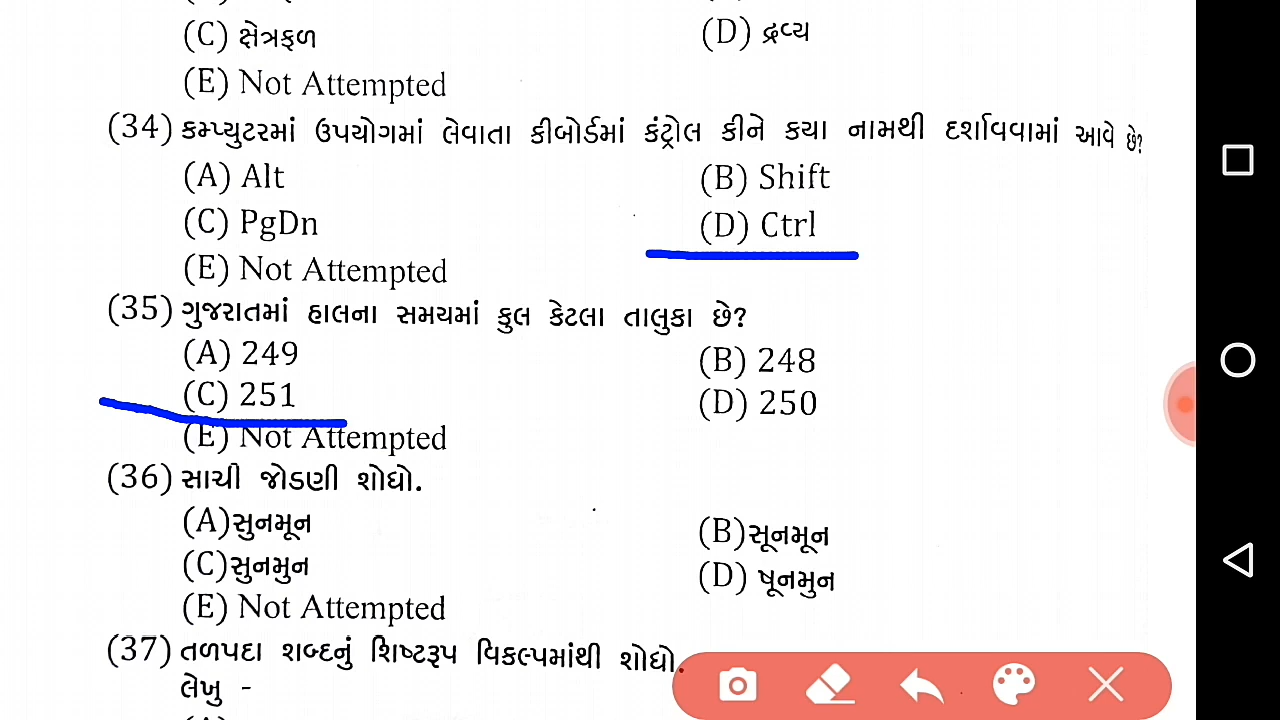 (C) ક્ષેત્રફળ (D) દ્રવ્ય
(E) Not Attempted
(34) કમ્પ્યુટરમાં ઉપયોગમાં લેવાતા કીબોર્ડમાં કંટ્રોલ કીને કયા નામથી દર્શાવવામાં આવે છે?
(A) Alt (B) Shift
(C) PgDn (D) Ctrl
(E) Not Attempted
(35) ગુજરાતમાં હાલના સમયમાં કુલ કેટલા તાલુકા છે?
(A) 249 (B) 248
(C) 251 (D) 250
(E) Not Attempted
(36) સાચી જોડણી શોધો.
(A)સુનમૂન (B)સૂનમૂન
(C)સુનમુન (D) ષૂનમુન
(E) Not Attempted
(37) તળપદા શબ્દનું શિષ્ટરૂપ વિકલ્પમાંથી શોધો.
લેખુ -